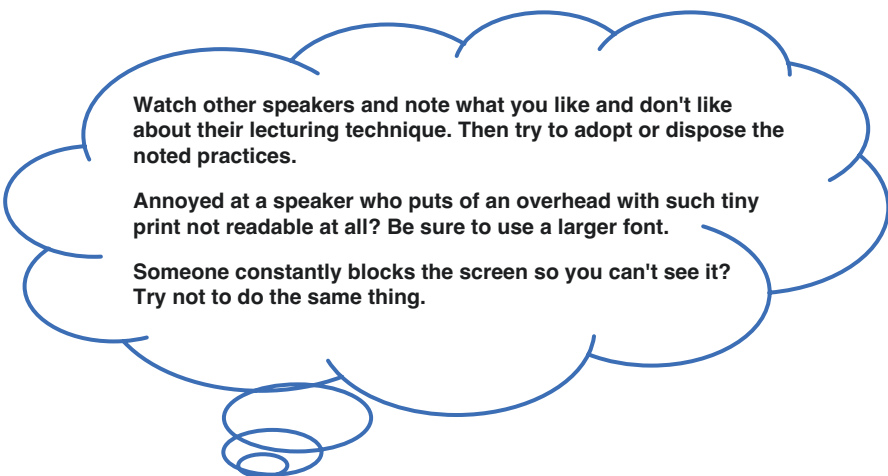 Watch other speakers and note what you like and don't like
about their lecturing technique. Then try to adopt or dispose the
noted practices.
Annoyed at a speaker who puts of an overhead with such tiny
print not readable at all? Be sure to use a larger font.
Someone constantly blocks the screen so you can't see it?
Try not to do the same thing.